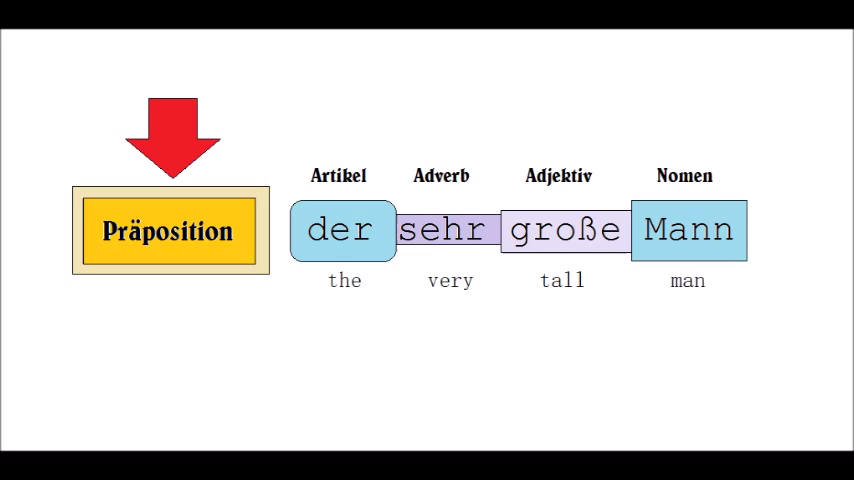 Artikel Adverb Adjektiv Nomen
Präposition der sehr große Mann
the very tall man